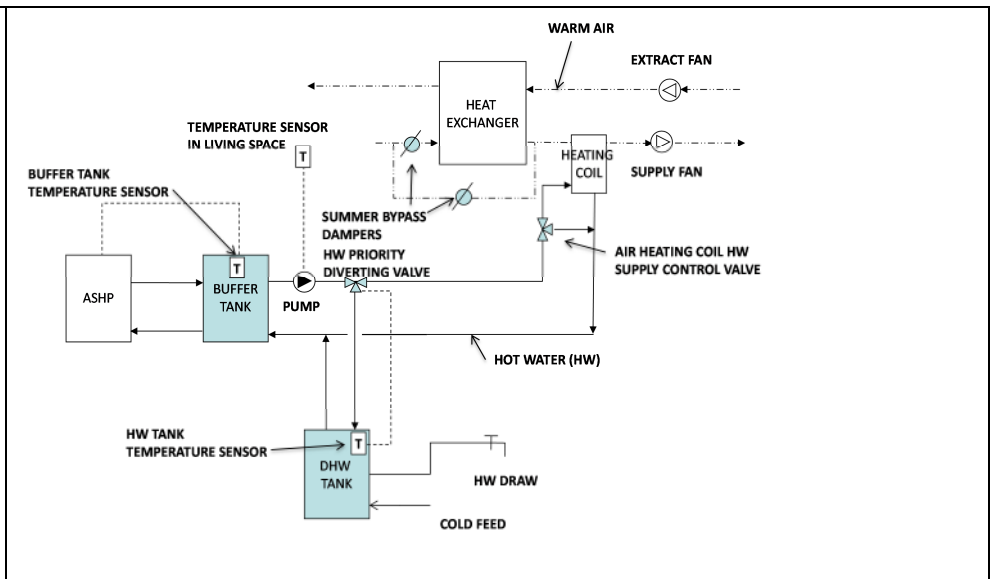 WARM AIR
EXTRACT FAN
HEAT
EXCHANGER
TEMPERATURE SENSOR
IN LIVING SPACE
T
HEATING
COIL
SUPPLY FAN
BUFFER TANK
TEMPERATURE SENSOR
SUMMER BYPASS
DAMPERS
HW PRIORITY
DIVERTING VALVE
AIR HEATING COIL HW
SUPPLY CONTROL VALVE
T
BUFFER
TANK
ASHP
PUMP
HOT WATER (HW)
HW TANK
TEMPERATURE SENSOR
T
DHW
TANK
HW DRAW
COLD FEED